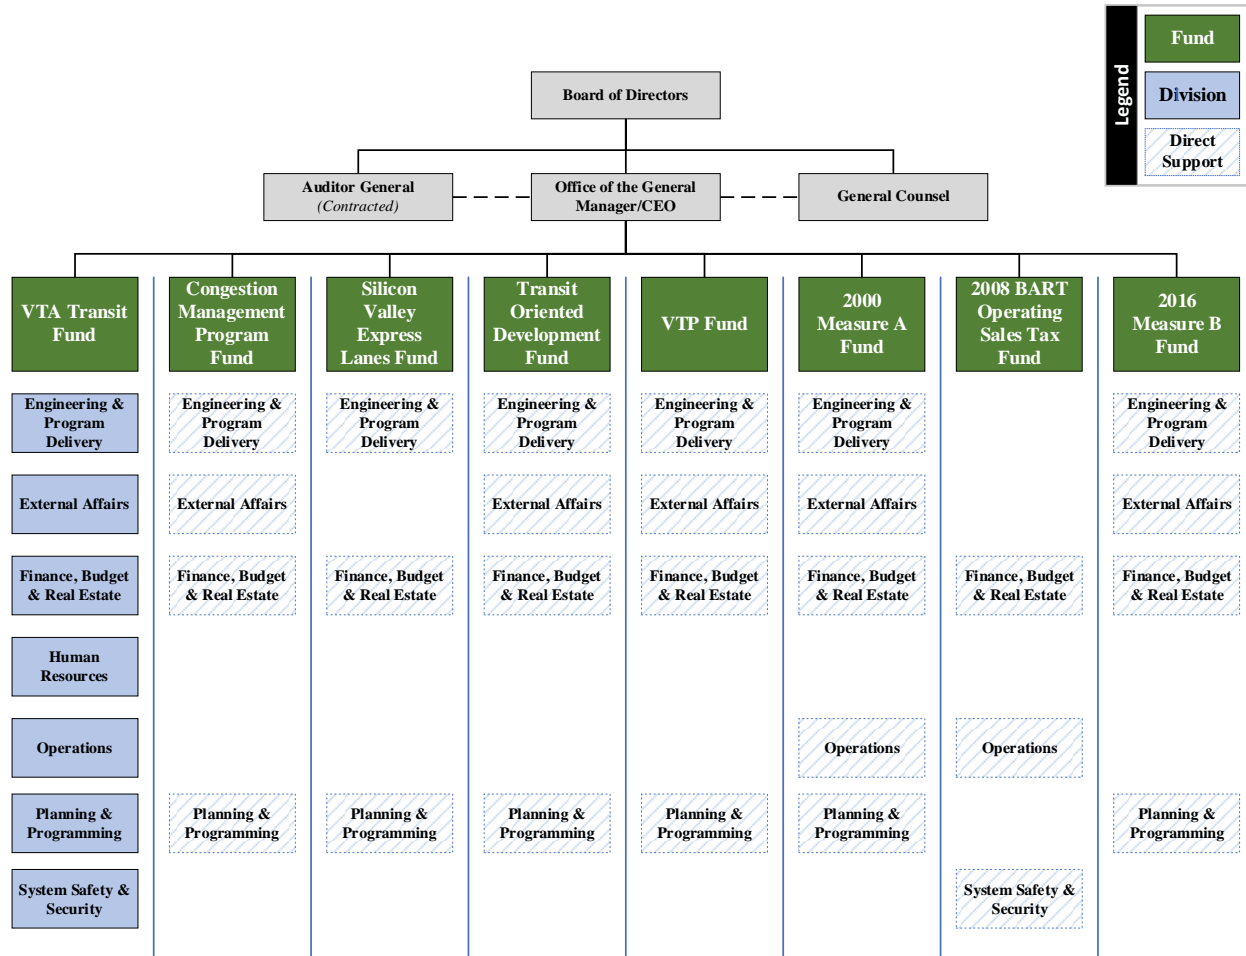 Legend
Fund
Division
Direct
Support
Board of Directors
Auditor General
(Contracted)
Office of the General
Manager/CEO
General Counsel
VTA Transit
Fund
Congestion
Management
Program
Fund
Silicon
Valley
Express
Lanes Fund
Transit
Oriented
Development
Fund
VTP Fund
2000
Measure A
Fund
2008 BART
Operating
Sales Tax
Fund
2016
Measure B
Fund
Engineering &
Program
Delivery
Engineering &
Program
Delivery
Engineering &
Program
Delivery
Engineering &
Program
Delivery
Engineering &
Program
Delivery
Engineering &
Program
Delivery
Engineering &
Program
Delivery
External Affairs
External Affairs
External Affairs
External Affairs
External Affairs
External Affairs
Finance, Budget
& Real Estate
Finance, Budget
& Real Estate
Finance, Budget
& Real Estate
Finance, Budget
& Real Estate
Finance, Budget
& Real Estate
Finance, Budget
& Real Estate
Finance, Budget
& Real Estate
Finance, Budget
& Real Estate
Human
Resources
Operations
Operations
Operations
Planning &
Programming
Planning &
Programming
Planning &
Programming
Planning &
Programming
Planning &
Programming
Planning &
Programming
Planning &
Programming
System Safety &
Security
System Safety &
Security